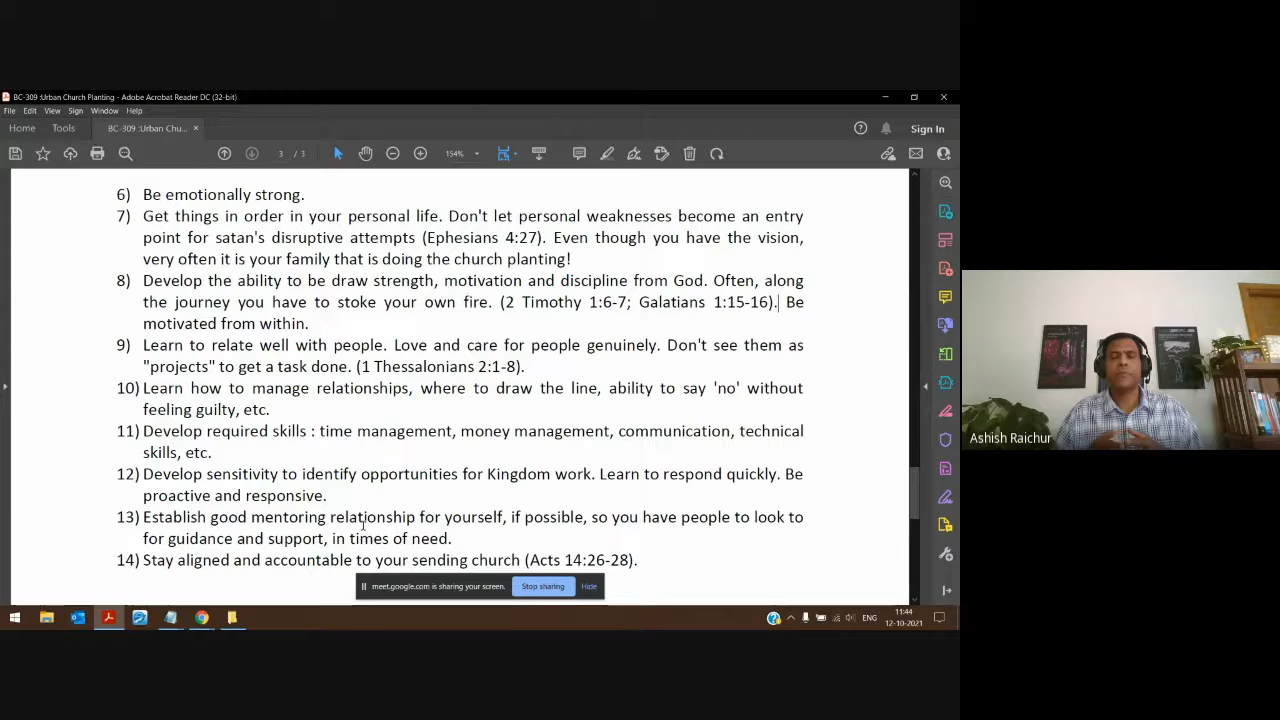 BC-309 :Urban Church Planting - Adobe Acrobat Reader DC (32-bit)
File Edit View Sign Window Help
Home Tools BC-309 :Urban Chu... × Sign In
3 / 3 154%
6) Be emotionally strong.
7) Get things in order in your personal life. Don't let personal weaknesses become an entry
point for satan's disruptive attempts (Ephesians 4:27). Even though you have the vision,
very often it is your family that is doing the church planting!
8) Develop the ability to be draw strength, motivation and discipline from God. Often, along
the journey you have to stoke your own fire. (2 Timothy 1:6-7; Galatians 1:15-16). Be
motivated from within.
9) Learn to relate well with people. Love and care for people genuinely. Don't see them as
"projects" to get a task done. (1 Thessalonians 2:1-8).
10) Learn how to manage relationships, where to draw the line, ability to say 'no' without
feeling guilty, etc.
11) Develop required skills : time management, money management, communication, technical
skills, etc.
12) Develop sensitivity to identify opportunities for Kingdom work. Learn to respond quickly. Be
proactive and responsive.
13) Establish good mentoring relationship for yourself, if possible, so you have people to look to
for guidance and support, in times of need.
14) Stay aligned and accountable to your sending church (Acts 14:26-28).
meet.google.com is sharing your screen. Stop sharing Hide
ENG
11:44
12-10-2021
Ashish Raichur